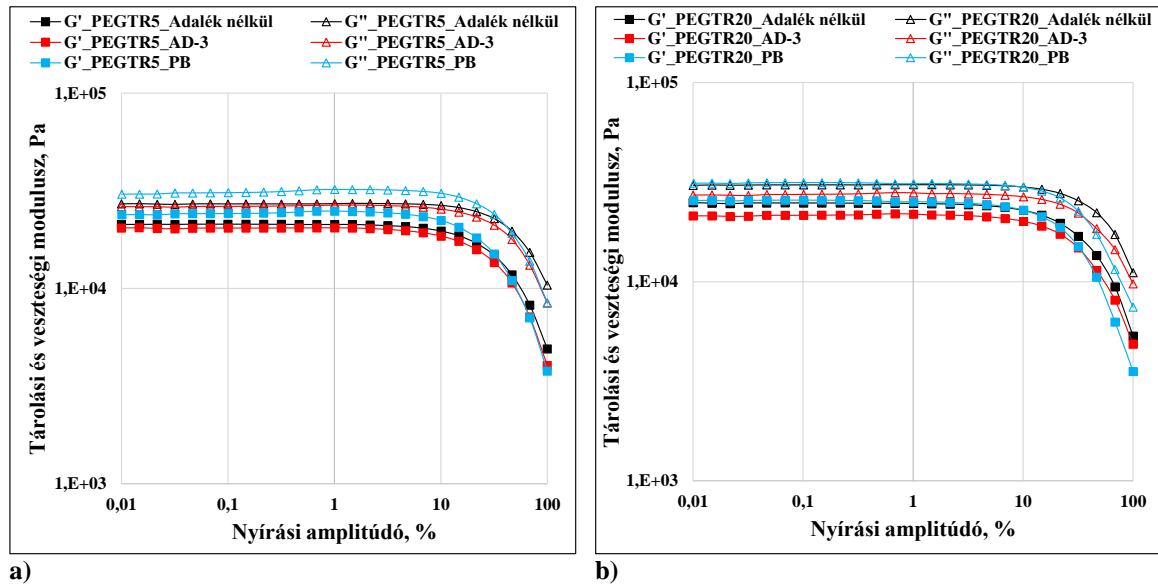 G'_PEGTR5_Adalék nélkül
G''_PEGTR5_Adalék nélkül
G'_PEGTR5_AD-3
G''_PEGTR5_AD-3
G'_PEGTR5_PB
G''_PEGTR5_PB
1,E+05
1,E+04
1,E+03
Tárolási és veszteségi modulusz, Pa
0,01
0,1
1
10
100
Nyírási amplitúdó, %
a)
G'_PEGTR20_Adalék nélkül
G''_PEGTR20_Adalék nélkül
G'_PEGTR20_AD-3
G''_PEGTR20_AD-3
G'_PEGTR20_PB
G''_PEGTR20_PB
1,E+05
1,E+04
1,E+03
Tárolási és veszteségi modulusz, Pa
0,01
0,1
1
10
100
Nyírási amplitúdó, %
b)